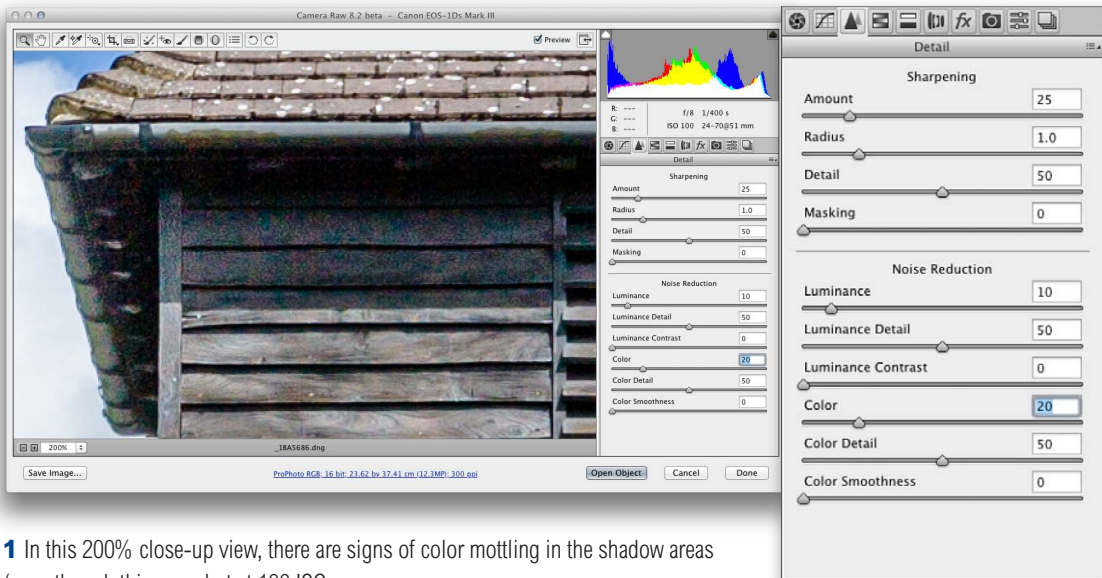 Camera Raw 8.2 beta - Canon EOS-1Ds Mark III
Preview
R: ---
G: ---
B: ---
f/8 1/400 s
ISO 100 24-70@51 mm
Detail
Sharpening
Amount 25
Radius 1.0
Detail 50
Masking 0
Noise Reduction
Luminance 10
Luminance Detail 50
Luminance Contrast 0
Color 20
Color Detail 50
Color Smoothness 0
200%
_1BA5686.dng
Save Image...
ProPhoto RGB; 16 bit; 23.62 by 37.41 cm (12.3MP); 300 ppi
Open Object
Cancel
Done
fx
Detail
Sharpening
Amount 25
Radius 1.0
Detail 50
Masking 0
Noise Reduction
Luminance 10
Luminance Detail 50
Luminance Contrast 0
Color 20
Color Detail 50
Color Smoothness 0
1 In this 200% close-up view, there are signs of color mottling in the shadow areas